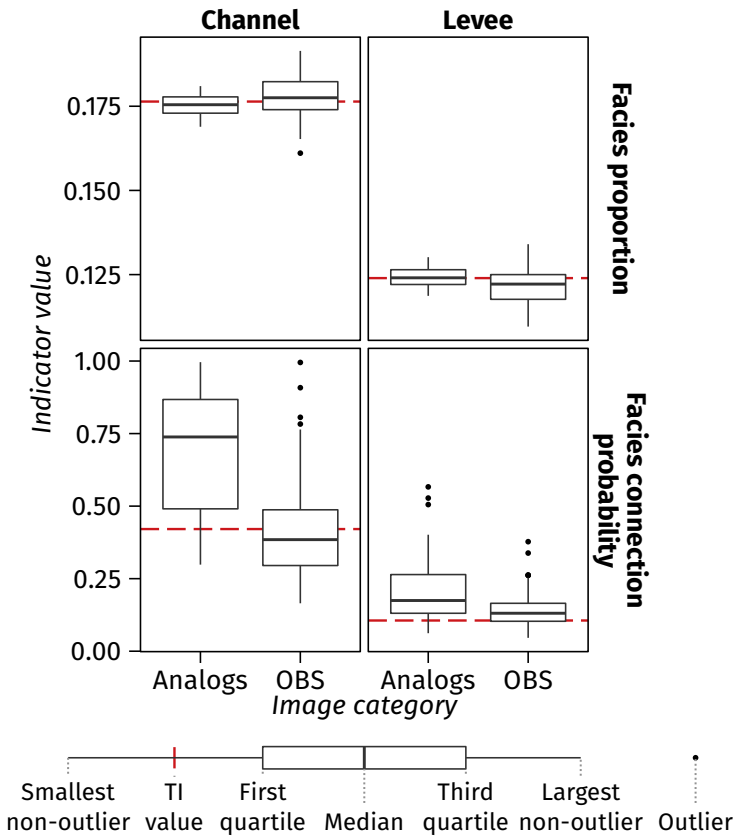 Channel
Levee
0.175
0.150
0.125
Facies proportion
Indicator value
1.00
0.75
0.50
0.25
0.00
Facies connection
probability
Analogs OBS Analogs OBS
Image category
Smallest TI First Third Largest
non-outlier value quartile Median quartile non-outlier Outlier